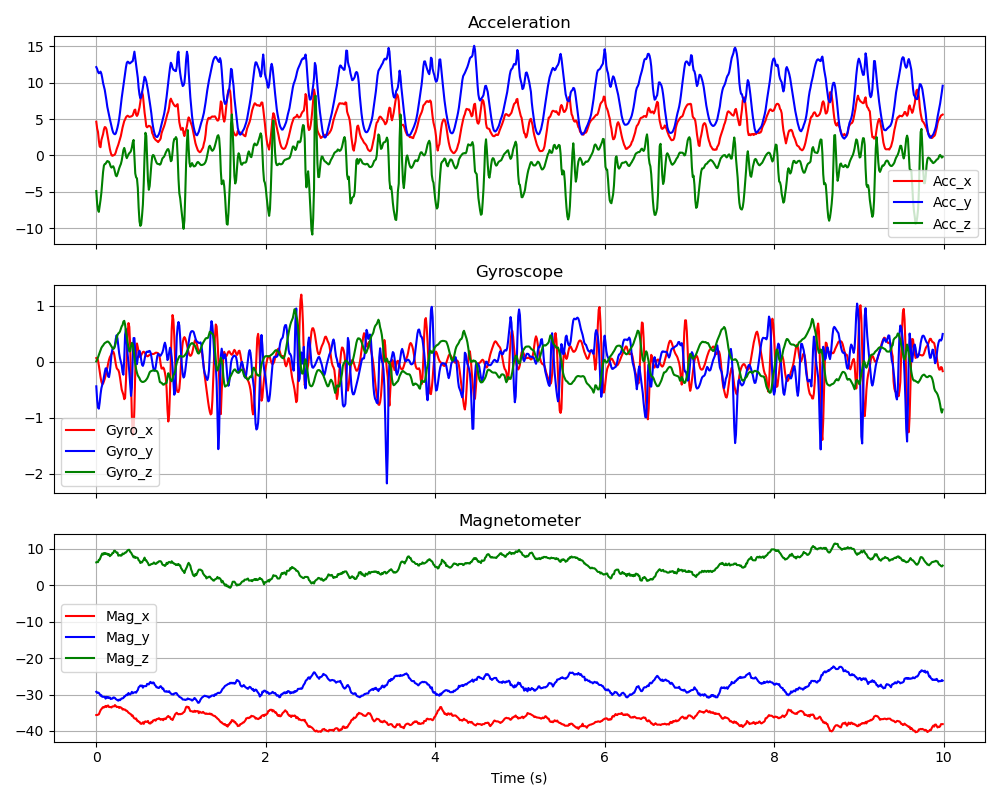 Acceleration
15
10
5
0
−5
−10
Acc_x
Acc_y
Acc_z
Gyroscope
1
0
−1
−2
Gyro_x
Gyro_y
Gyro_z
Magnetometer
10
0
−10
−20
−30
−40
Mag_x
Mag_y
Mag_z
0 2 4 6 8 10
Time (s)